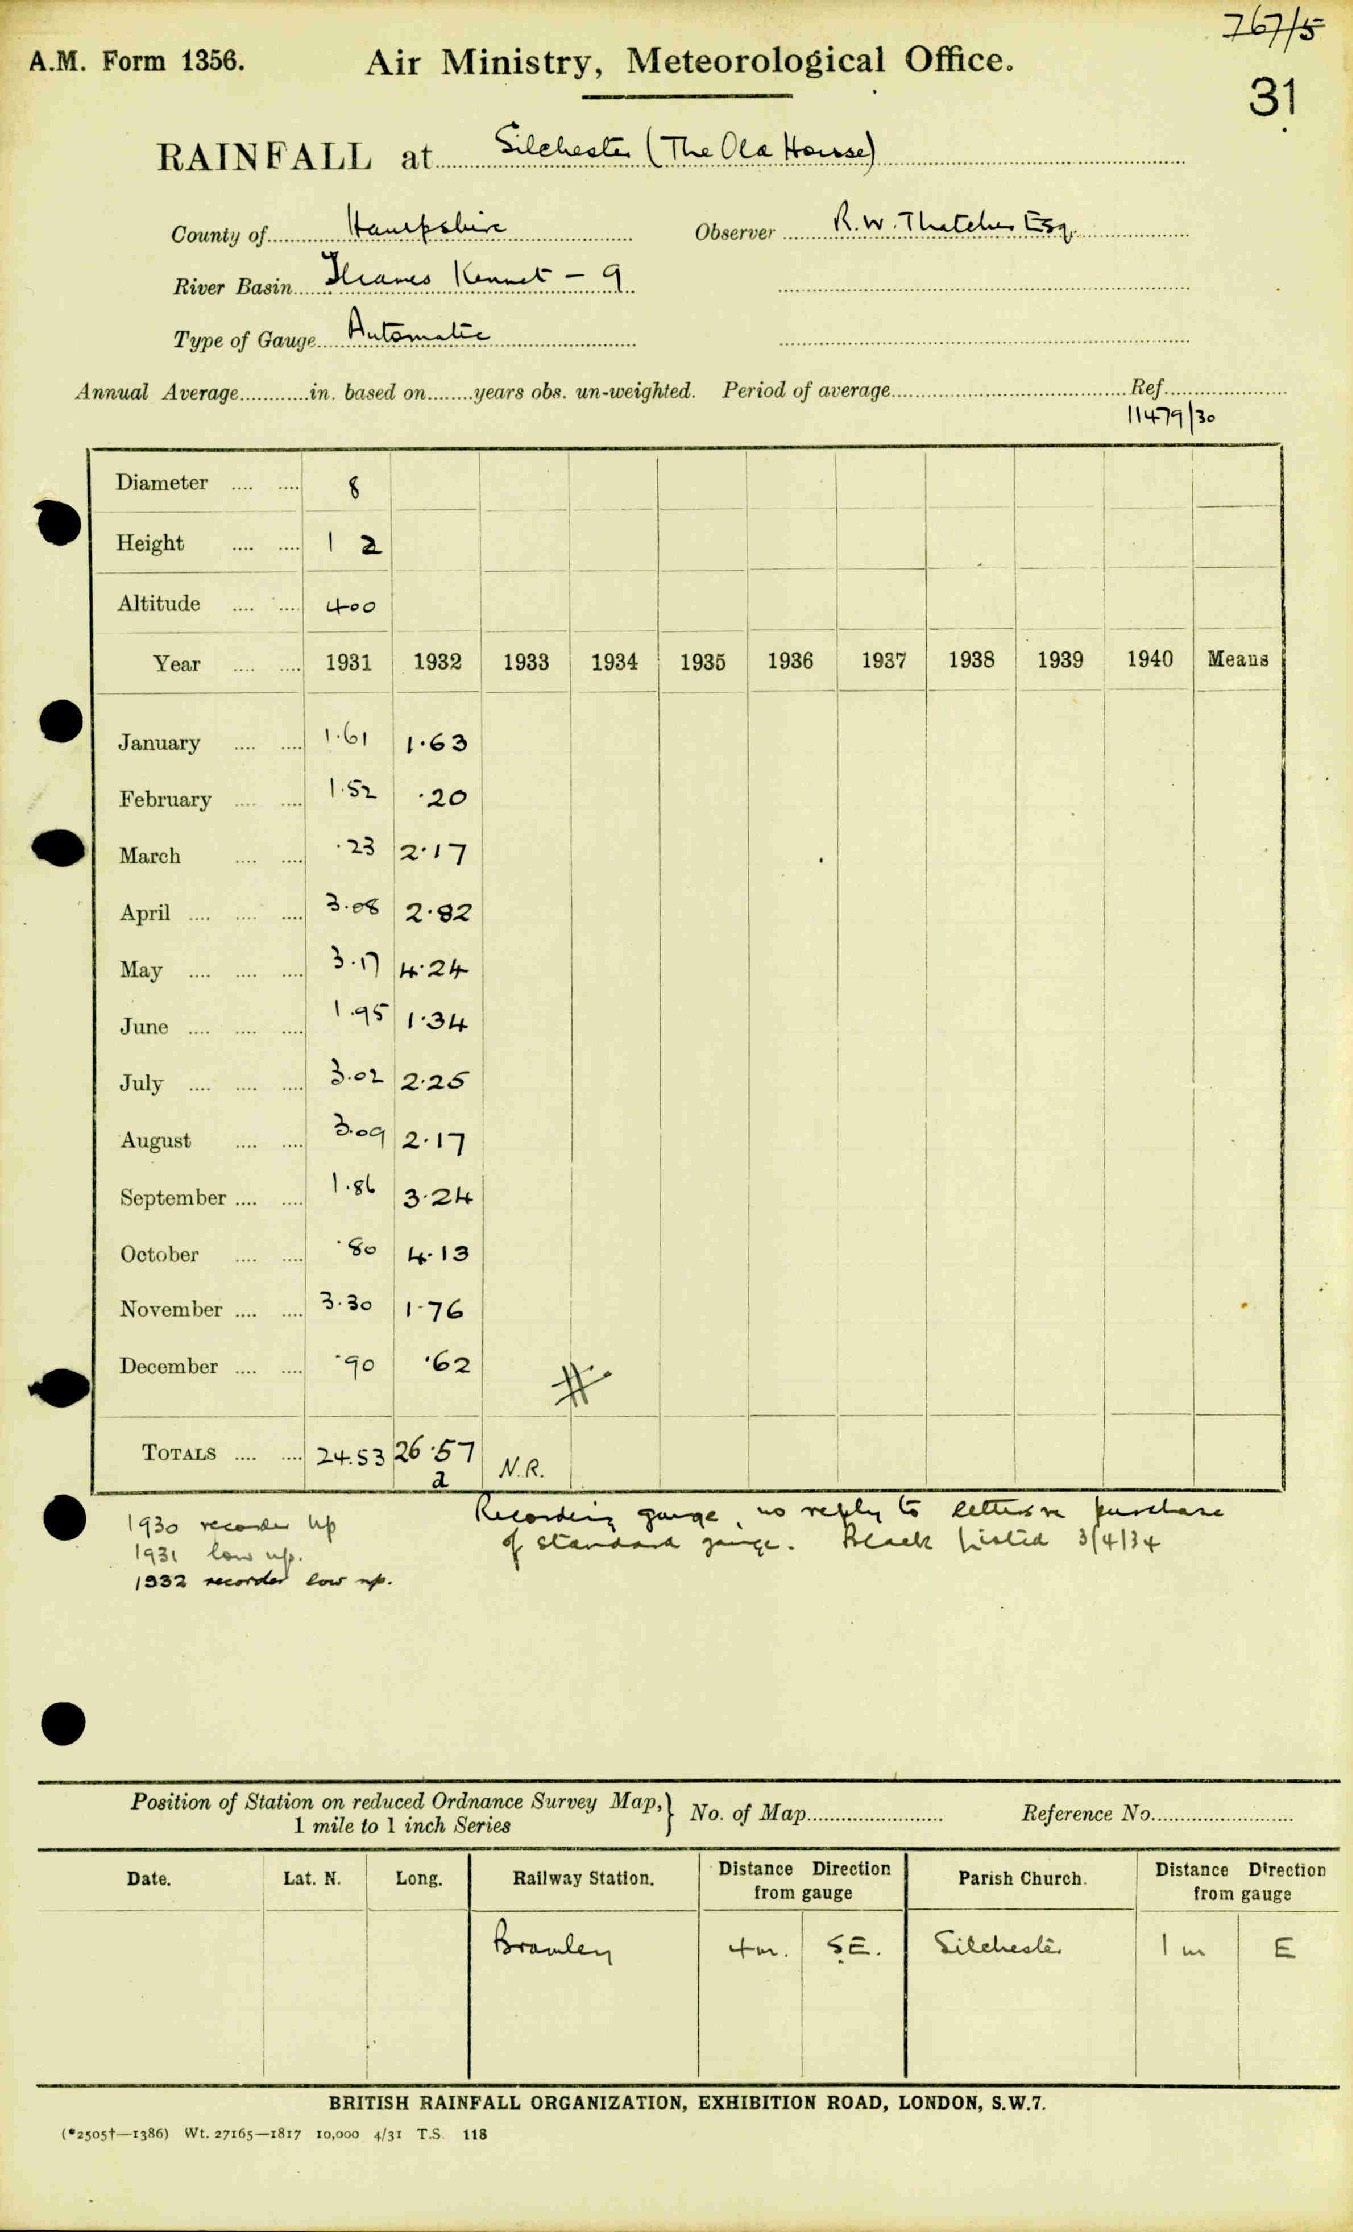 767/5
A.M. Form 1356. Air Ministry, Meteorological Office.
31
RAINFALL at Silchester (The Old House)
County of Hampshire Observer R.W. Thatcher Esq.
River Basin Thames Kennet – 9
Type of Gauge Automatic
Annual Average............in. based on........years obs. un-weighted. Period of average............ Ref............
11479/30
Diameter .... .... 8
Height .... .... 1 2
Altitude .... .... 400
Year .... .... 1931 1932 1933 1934 1935 1936 1937 1938 1939 1940 Means
January .... .... 1.61 1.63
February .... .... 1.52 .20
March .... .... .23 2.17
April .... .... .... 3.08 2.82
May .... .... .... 3.17 4.24
June .... .... .... 1.95 1.34
July .... .... .... 3.02 2.25
August .... .... 3.09 2.17
September .... .... 1.86 3.24
October .... .... .80 4.13
November .... .... 3.30 1.76
December .... .... .90 .62
#
TOTALS .... .... 24.53 26.57 N.R.
a
Recording gauge, no reply to letters re purchase
of standard gauge. Black Listed 3/4/34
1930 recorder up
1931 low up.
1932 recorder low up.
Position of Station on reduced Ordnance Survey Map,} No. of Map............ Reference No............
1 mile to 1 inch Series
Date. Lat. N. Long. Railway Station. Distance Direction from gauge Parish Church. Distance Direction from gauge
Bramley 4 m. S.E. Silchester 1 m E
BRITISH RAINFALL ORGANIZATION, EXHIBITION ROAD, LONDON, S.W.7.
(*2505†—1386) Wt. 27165—1817 10,000 4/31 T.S. 118